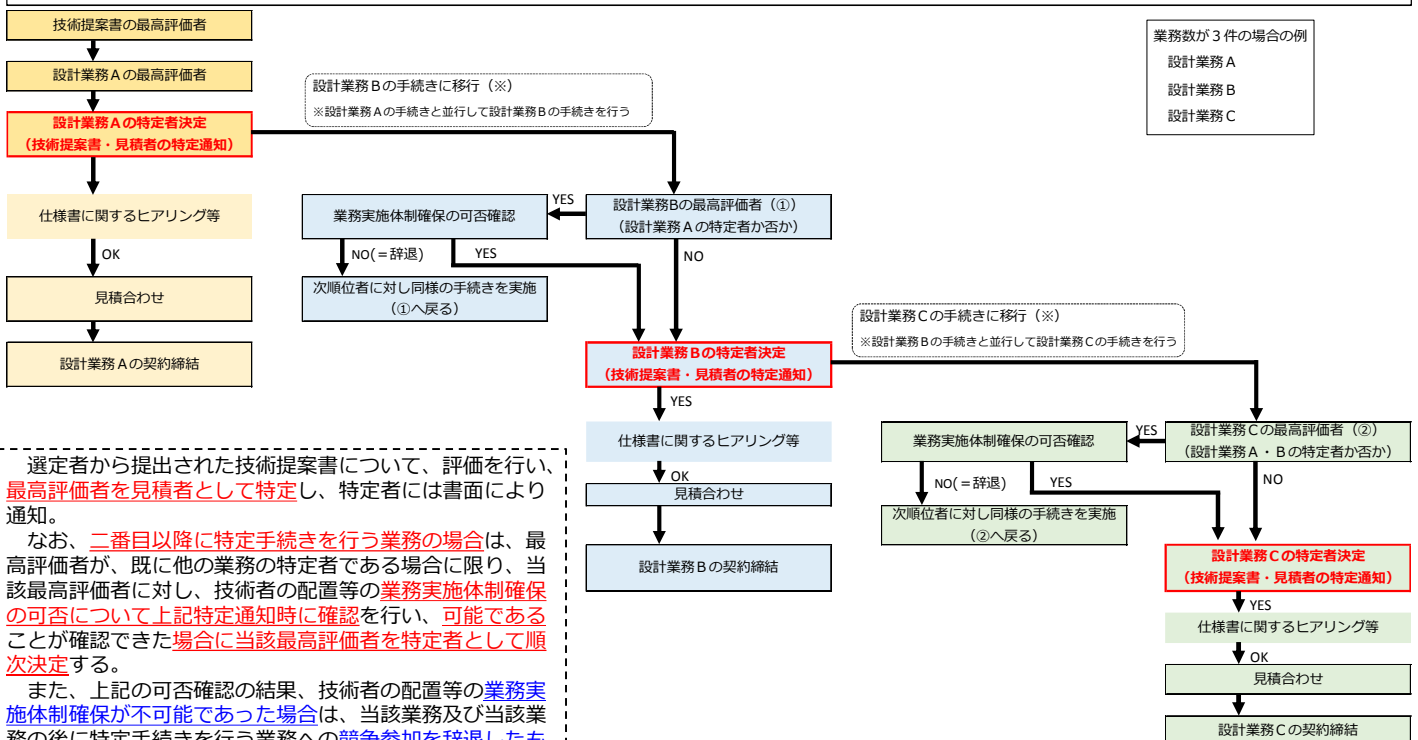 技術提案書の最高評価者
設計業務Aの最高評価者
設計業務Aの特定者決定
（技術提案書・見積者の特定通知）
仕様書に関するヒアリング等
OK
見積合わせ
設計業務Aの契約締結
業務数が３件の場合の例
設計業務A
設計業務B
設計業務C
設計業務Bの手続きに移行（※）
※設計業務Aの手続きと並行して設計業務Bの手続きを行う
設計業務Bの最高評価者（①）
（設計業務Aの特定者か否か）
YES
業務実施体制確保の可否確認
NO(＝辞退)
YES
NO
次順位者に対し同様の手続きを実施
（①へ戻る）
設計業務Bの特定者決定
（技術提案書・見積者の特定通知）
YES
仕様書に関するヒアリング等
OK
見積合わせ
設計業務Bの契約締結
設計業務Cの手続きに移行（※）
※設計業務Bの手続きと並行して設計業務Cの手続きを行う
設計業務Cの最高評価者（②）
（設計業務A・Bの特定者か否か）
YES
業務実施体制確保の可否確認
NO(＝辞退)
YES
NO
次順位者に対し同様の手続きを実施
（②へ戻る）
設計業務Cの特定者決定
（技術提案書・見積者の特定通知）
YES
仕様書に関するヒアリング等
OK
見積合わせ
設計業務Cの契約締結
選定者から提出された技術提案書について、評価を行い、
最高評価者を見積者として特定し、特定者には書面により
通知。
なお、二番目以降に特定手続きを行う業務の場合は、最
高評価者が、既に他の業務の特定者である場合に限り、当
該最高評価者に対し、技術者の配置等の業務実施体制確保
の可否について上記特定通知時に確認を行い、可能である
ことが確認できた場合に当該最高評価者を特定者として順
次決定する。
また、上記の可否確認の結果、技術者の配置等の業務実
施体制確保が不可能であった場合は、当該業務及び当該業
務の後に特定手続きを行う業務への競争参加を辞退したも